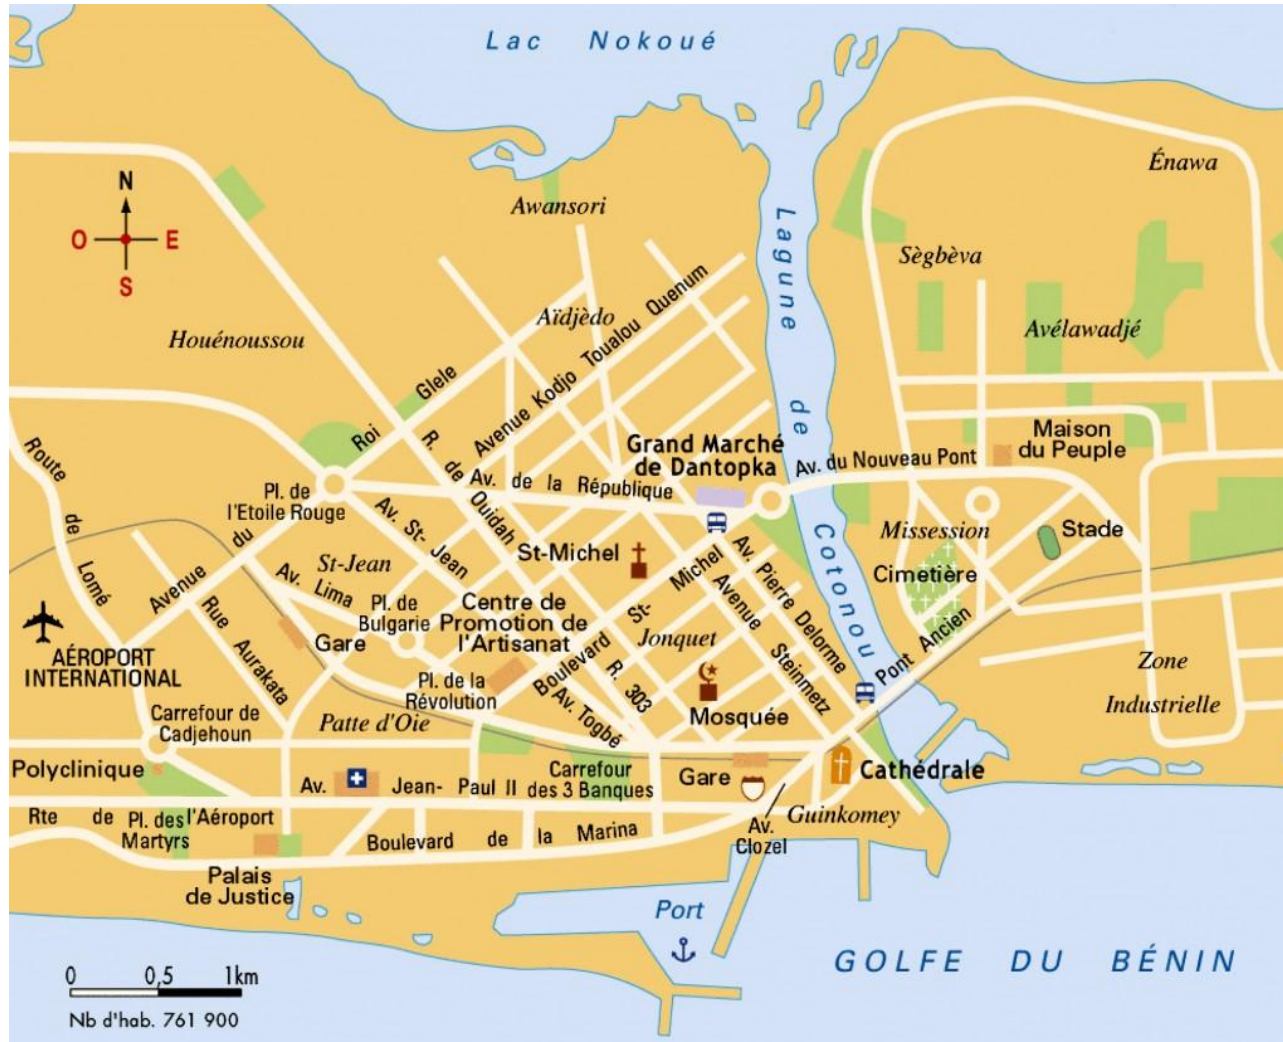 Lac Nokoué
N
O
E
S
Énawa
Awansori
Sègbèva
Lagune de Cotonou
Houénoussou
Aïdjèdo
Avélawadjé
Avenue Kodjo Toualou Quenum
Roi Glele
R. de Ouidah
Grand Marché
de Dantopka
Av. du Nouveau Pont
Maison
du Peuple
Route de Lomé
Pl. de
l'Etoile Rouge
Av. de la République
Av. St- Jean
Missession
Stade
Cimetière
Avenue du
St-Jean
St-Michel
Av. Lima
Pl. de
Bulgarie
Centre de
Promotion de
l'Artisanat
Boulevard St- Michel
Av. Pierre Delorme
Avenue Steinmetz
Pont Ancien
Jonquet
Rue Aurakata
Gare
AÉROPORT
INTERNATIONAL
Pl. de la
Révolution
R. 303
Av. Togbé
Mosquée
Zone
Industrielle
Carrefour de
Cadjehoun
Patte d'Oie
Polyclinique
Av. Jean- Paul II
Carrefour
des 3 Banques
Gare
Cathédrale
Rte de l'Aéroport
Pl. des
Martyrs
Boulevard de la Marina
Av.
Clozel
Guinkomey
Palais
de Justice
Port
GOLFE DU BÉNIN
0 0,5 1km
Nb d'hab. 761 900